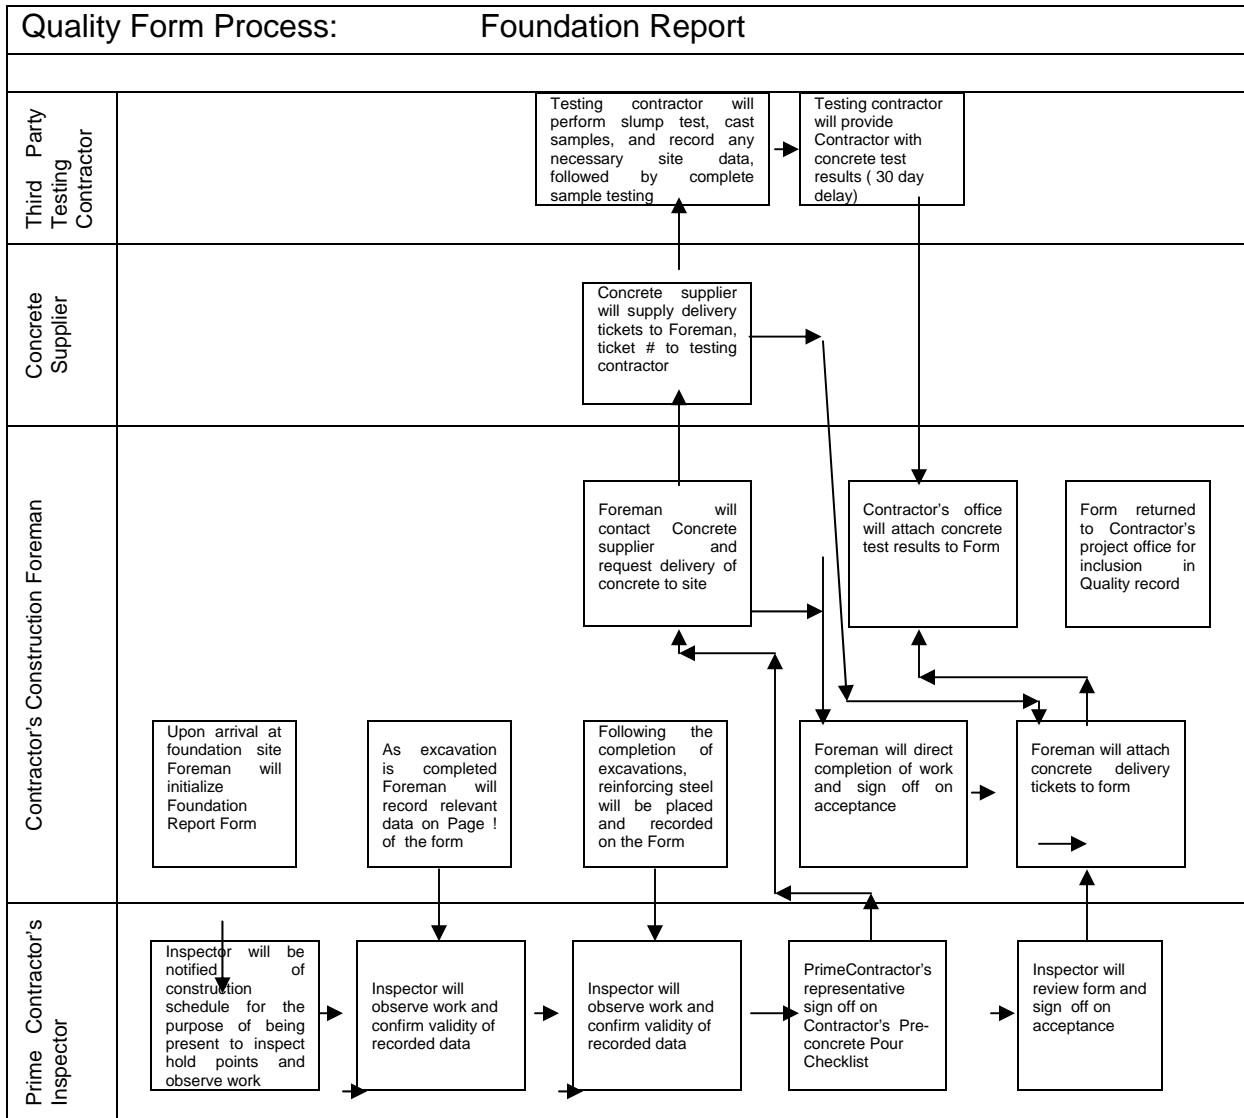 Quality Form Process: Foundation Report
Third Party
Testing
Contractor
Testing contractor will
perform slump test, cast
samples, and record any
necessary site data,
followed by complete
sample testing
Testing contractor
will provide
Contractor with
concrete test
results ( 30 day
delay)
Concrete
Supplier
Concrete supplier
will supply delivery
tickets to Foreman,
ticket # to testing
contractor
Contractor's Construction Foreman
Foreman will
contact Concrete
supplier and
request delivery of
concrete to site
Contractor's office
will attach concrete
test results to Form
Form returned
to Contractor's
project office for
inclusion in
Quality record
Upon arrival at
foundation site
Foreman will
initialize
Foundation
Report Form
As excavation
is completed
Foreman will
record relevant
data on Page !
of the form
Following the
completion of
excavations,
reinforcing steel
will be placed
and recorded
on the Form
Foreman will direct
completion of work
and sign off on
acceptance
Foreman will attach
concrete delivery
tickets to form
Prime Contractor's
Inspector
Inspector will be
notified of
construction
schedule for the
purpose of being
present to inspect
hold points and
observe work
Inspector will
observe work and
confirm validity of
recorded data
Inspector will
observe work and
confirm validity of
recorded data
PrimeContractor's
representative
sign off on
Contractor's Pre-
concrete Pour
Checklist
Inspector will
review form and
sign off on
acceptance